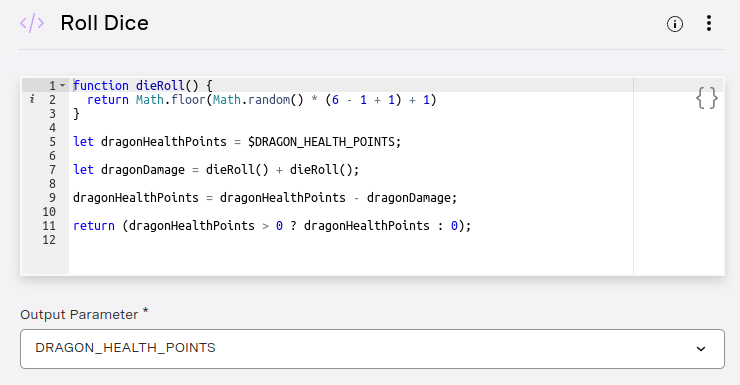 </> Roll Dice
1 function dieRoll() {
i 2 return Math.floor(Math.random() * (6 - 1 + 1) + 1)
3 }
4
5 let dragonHealthPoints = $DRAGON_HEALTH_POINTS;
6
7 let dragonDamage = dieRoll() + dieRoll();
8
9 dragonHealthPoints = dragonHealthPoints - dragonDamage;
10
11 return (dragonHealthPoints > 0 ? dragonHealthPoints : 0);
12
{ }
Output Parameter *
DRAGON_HEALTH_POINTS